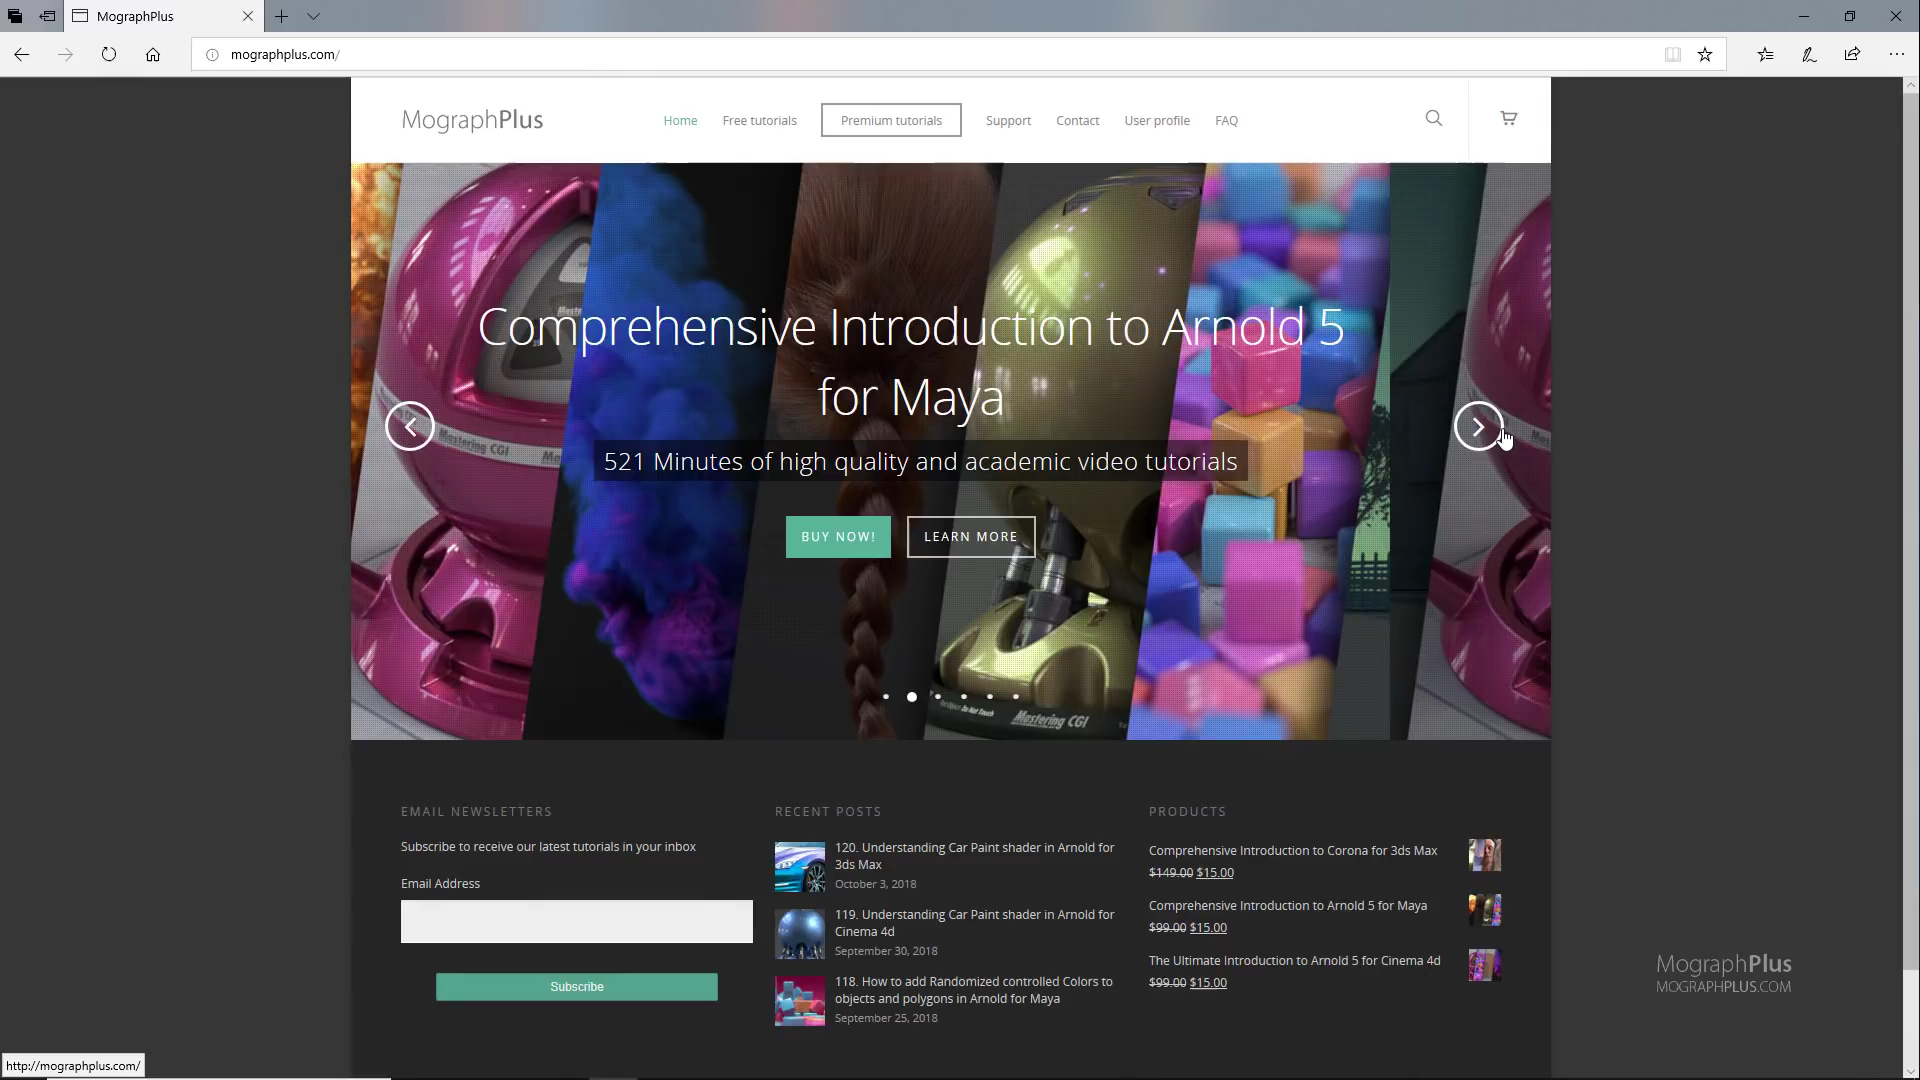 MographPlus
mographplus.com/
MographPlus
Home
Free tutorials
Premium tutorials
Support
Contact
User profile
FAQ
Comprehensive Introduction to Arnold 5
for Maya
521 Minutes of high quality and academic video tutorials
BUY NOW!
LEARN MORE
Mastering CGI
Mastering CGI
EMAIL NEWSLETTERS
Subscribe to receive our latest tutorials in your inbox
Email Address
Subscribe
RECENT POSTS
120. Understanding Car Paint shader in Arnold for
3ds Max
October 3, 2018
119. Understanding Car Paint shader in Arnold for
Cinema 4d
September 30, 2018
118. How to add Randomized controlled Colors to
objects and polygons in Arnold for Maya
September 25, 2018
PRODUCTS
Comprehensive Introduction to Corona for 3ds Max
$149.00 $15.00
Comprehensive Introduction to Arnold 5 for Maya
$99.00 $15.00
The Ultimate Introduction to Arnold 5 for Cinema 4d
$99.00 $15.00
MographPlus
MOGRAPHPLUS.COM
http://mographplus.com/